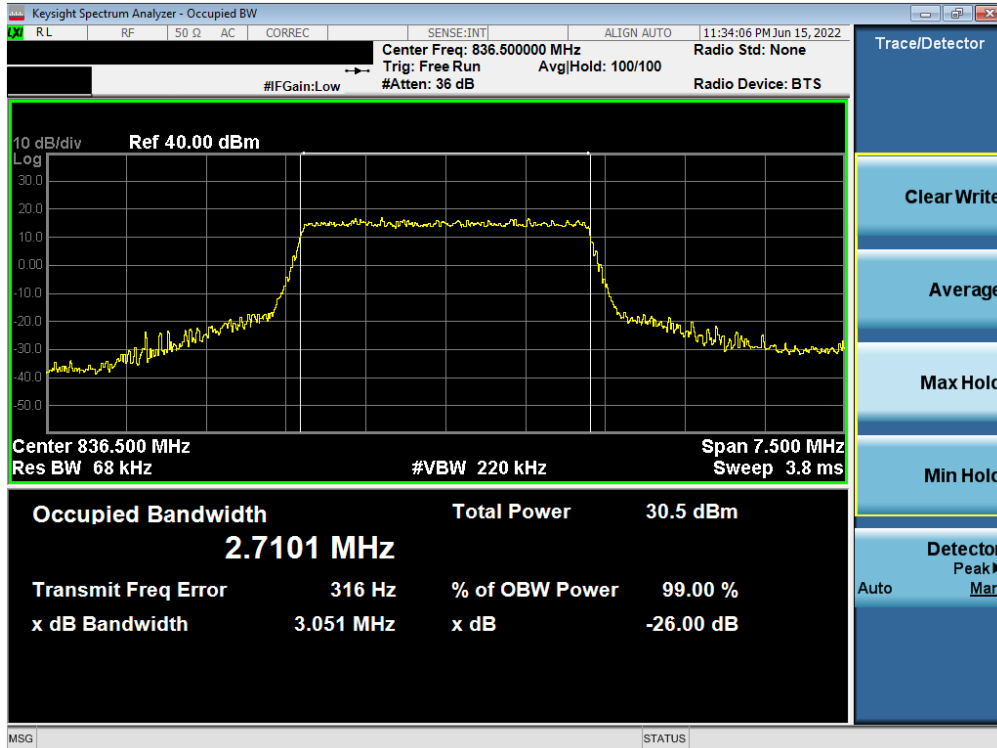 Keysight Spectrum Analyzer - Occupied BW
LXI RL RF 50 Ω AC CORREC SENSE:INT ALIGN AUTO 11:34:06 PM Jun 15, 2022
Center Freq: 836.500000 MHz Radio Std: None
Trig: Free Run Avg|Hold: 100/100
#IFGain:Low #Atten: 36 dB Radio Device: BTS
Trace/Detector
10 dB/div Ref 40.00 dBm
Log
30.0
20.0
10.0
0.00
-10.0
-20.0
-30.0
-40.0
-50.0
Center 836.500 MHz Span 7.500 MHz
Res BW 68 kHz #VBW 220 kHz Sweep 3.8 ms
Occupied Bandwidth Total Power 30.5 dBm
2.7101 MHz
Transmit Freq Error 316 Hz % of OBW Power 99.00 %
x dB Bandwidth 3.051 MHz x dB -26.00 dB
Clear Write
Average
Max Hold
Min Hold
Detector
Peak
Auto Man
MSG STATUS